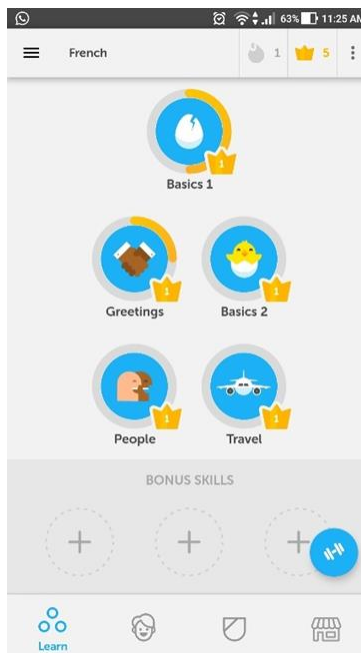 63% 11:25 AM
French 1 5
1
Basics 1
1 1
Greetings Basics 2
1 1
People Travel
BONUS SKILLS
Learn